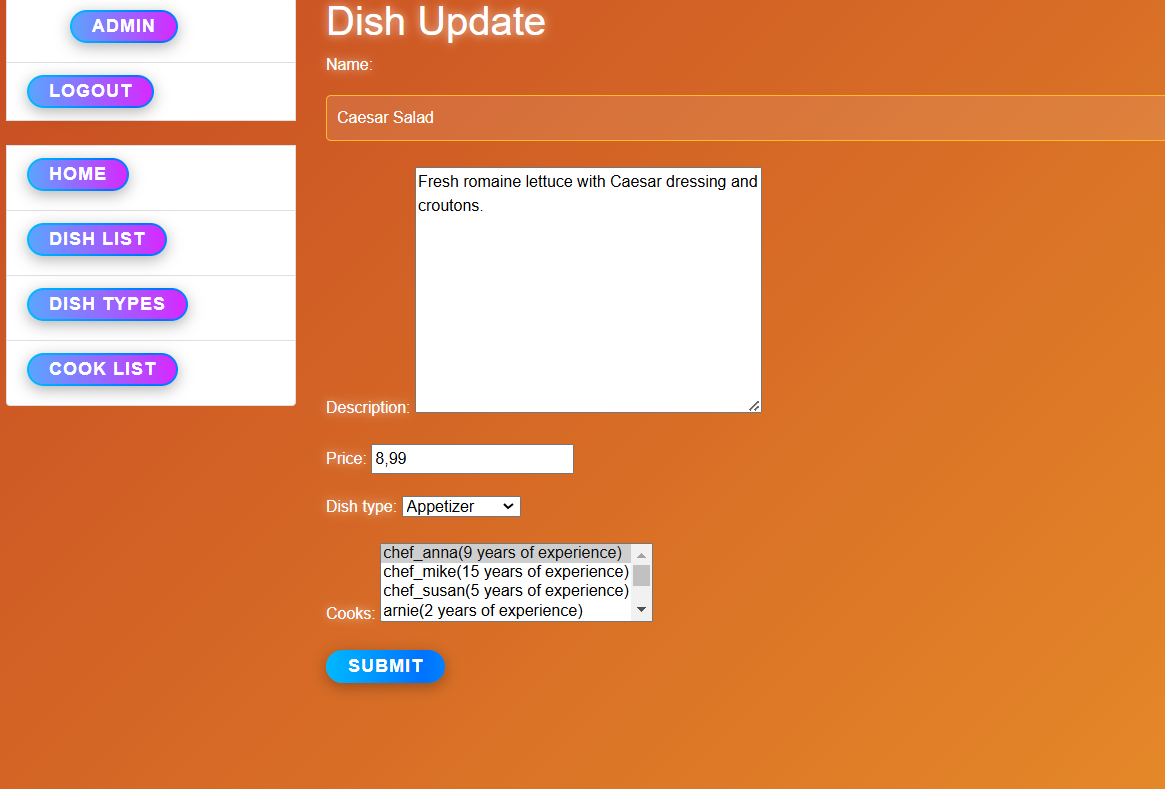 ADMIN
LOGOUT
HOME
DISH LIST
DISH TYPES
COOK LIST
Dish Update
Name:
Caesar Salad
Fresh romaine lettuce with Caesar dressing and
croutons.
Description:
Price: 8,99
Dish type: Appetizer
chef_anna(9 years of experience)
chef_mike(15 years of experience)
chef_susan(5 years of experience)
arnie(2 years of experience)
Cooks:
SUBMIT